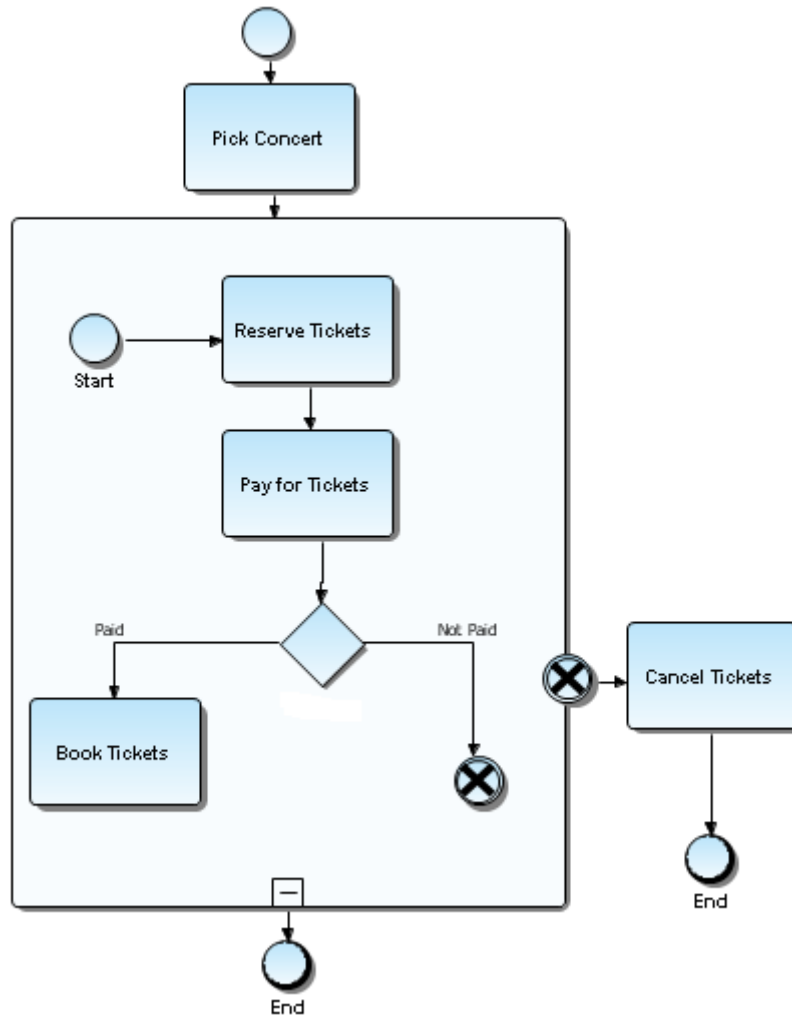 Pick Concert
Reserve Tickets
Start
Pay for Tickets
Paid
Not Paid
Cancel Tickets
Book Tickets
End
End